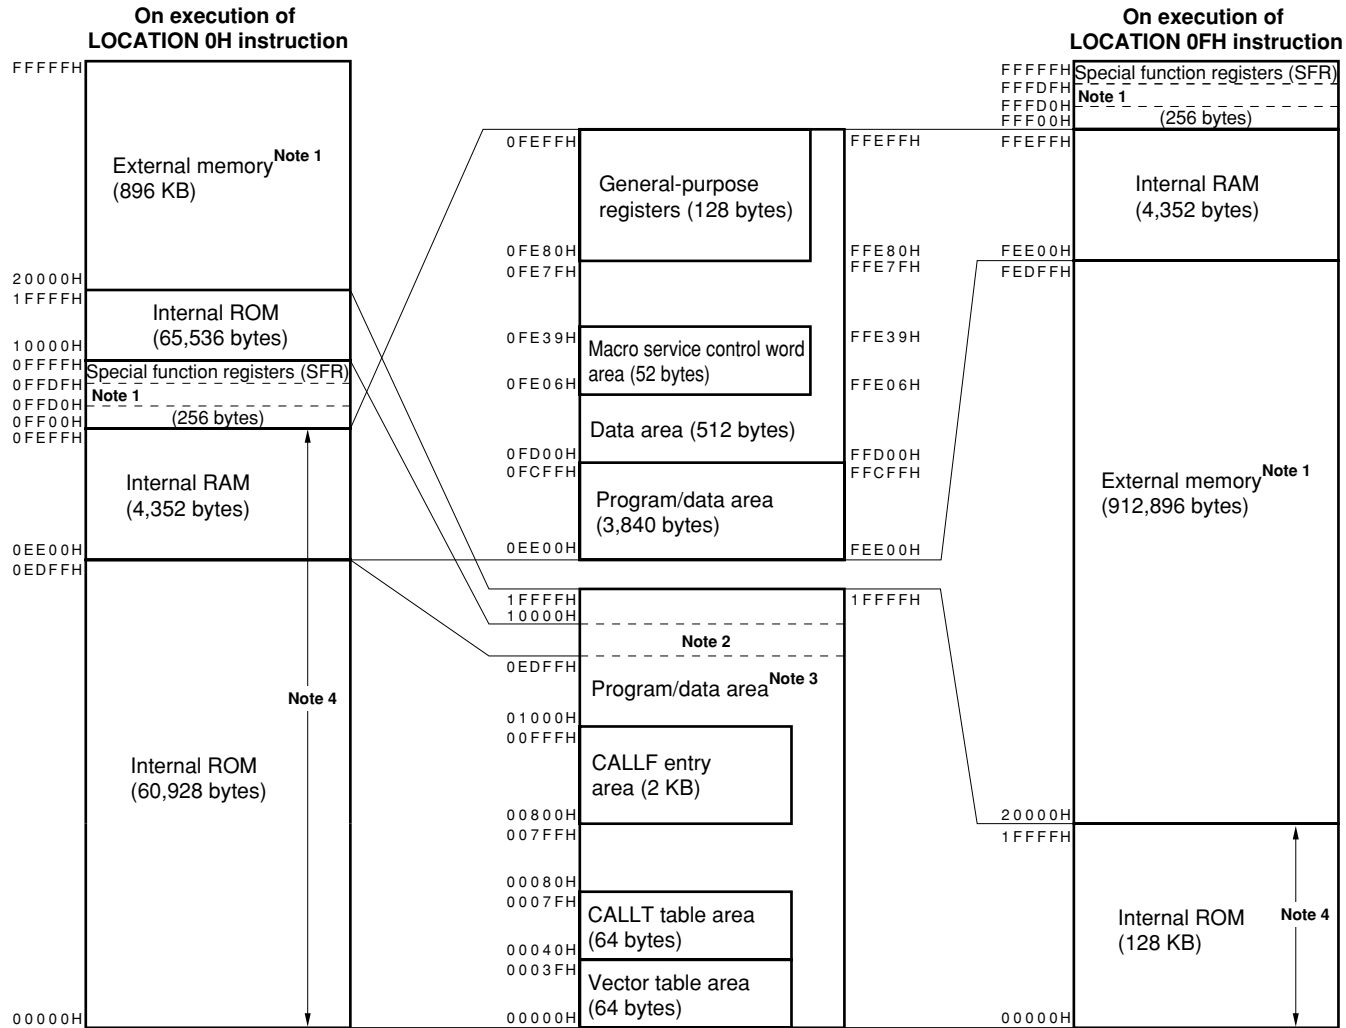 On execution of
LOCATION 0H instruction
FFFFFH
External memory Note 1
(896 KB)
20000H
1FFFFH
Internal ROM
(65,536 bytes)
10000H
0FFFFH
Special function registers (SFR)
0FFDFH
Note 1
0FFD0H
(256 bytes)
0FF00H
0FEFFH
Internal RAM
(4,352 bytes)
0EE00H
0EDFFH
Note 4
Internal ROM
(60,928 bytes)
00000H
0FEFFH
FFEFFH
General-purpose
registers (128 bytes)
0FE80H
FFE80H
0FE7FH
FFE7FH
0FE39H
FFE39H
Macro service control word
area (52 bytes)
0FE06H
FFE06H
Data area (512 bytes)
0FD00H
FFD00H
0FCFFH
FFCFFH
Program/data area
(3,840 bytes)
0EE00H
FEE00H
1FFFFH
1FFFFH
10000H
Note 2
0EDFFH
Program/data area Note 3
01000H
00FFFH
CALLF entry
area (2 KB)
00800H
007FFH
00080H
0007FH
CALLT table area
(64 bytes)
00040H
0003FH
Vector table area
(64 bytes)
00000H
On execution of
LOCATION 0FH instruction
FFFFFH
Special function registers (SFR)
FFFDFH
Note 1
FFFD0H
(256 bytes)
FFF00H
FFEFFH
Internal RAM
(4,352 bytes)
FEE00H
FEDFFH
External memory Note 1
(912,896 bytes)
20000H
1FFFFH
Internal ROM
(128 KB)
Note 4
00000H